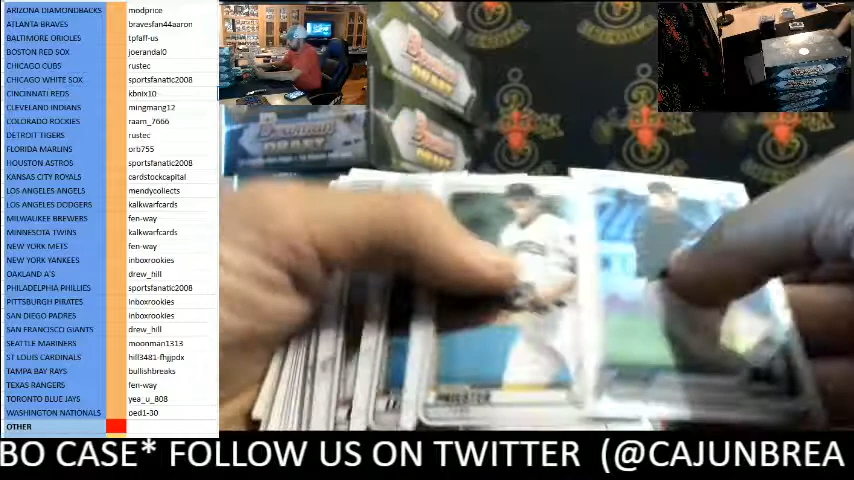 ARIZONA DIAMONDBACKS modprice
ATLANTA BRAVES bravesfan44aaron
BALTIMORE ORIOLES tpfaff-us
BOSTON RED SOX joerandal0
CHICAGO CUBS rustec
CHICAGO WHITE SOX sportsfanatic2008
CINCINNATI REDS kbnix10
CLEVELAND INDIANS mingmang12
COLORADO ROCKIES raam_7666
DETROIT TIGERS rustec
FLORIDA MARLINS orb755
HOUSTON ASTROS sportsfanatic2008
KANSAS CITY ROYALS cardstockcapital
LOS ANGELES ANGELS mendycollects
LOS ANGELES DODGERS kalkwarfcards
MILWAUKEE BREWERS fen-way
MINNESOTA TWINS kalkwarfcards
NEW YORK METS fen-way
NEW YORK YANKEES inboxrookies
OAKLAND A'S drew_hill
PHILADELPHIA PHILLIES sportsfanatic2008
PITTSBURGH PIRATES inboxrookies
SAN DIEGO PADRES inboxrookies
SAN FRANCISCO GIANTS drew_hill
SEATTLE MARINERS moonman1313
ST LOUIS CARDINALS hill3481-fhjjpdx
TAMPA BAY RAYS bullishbreaks
TEXAS RANGERS fen-way
TORONTO BLUE JAYS yea_u_808
WASHINGTON NATIONALS ped1-30
OTHER
Bowman
DRAFT
DRAFT
PRIESTER
BO CASE* FOLLOW US ON TWITTER (@CAJUNBREA